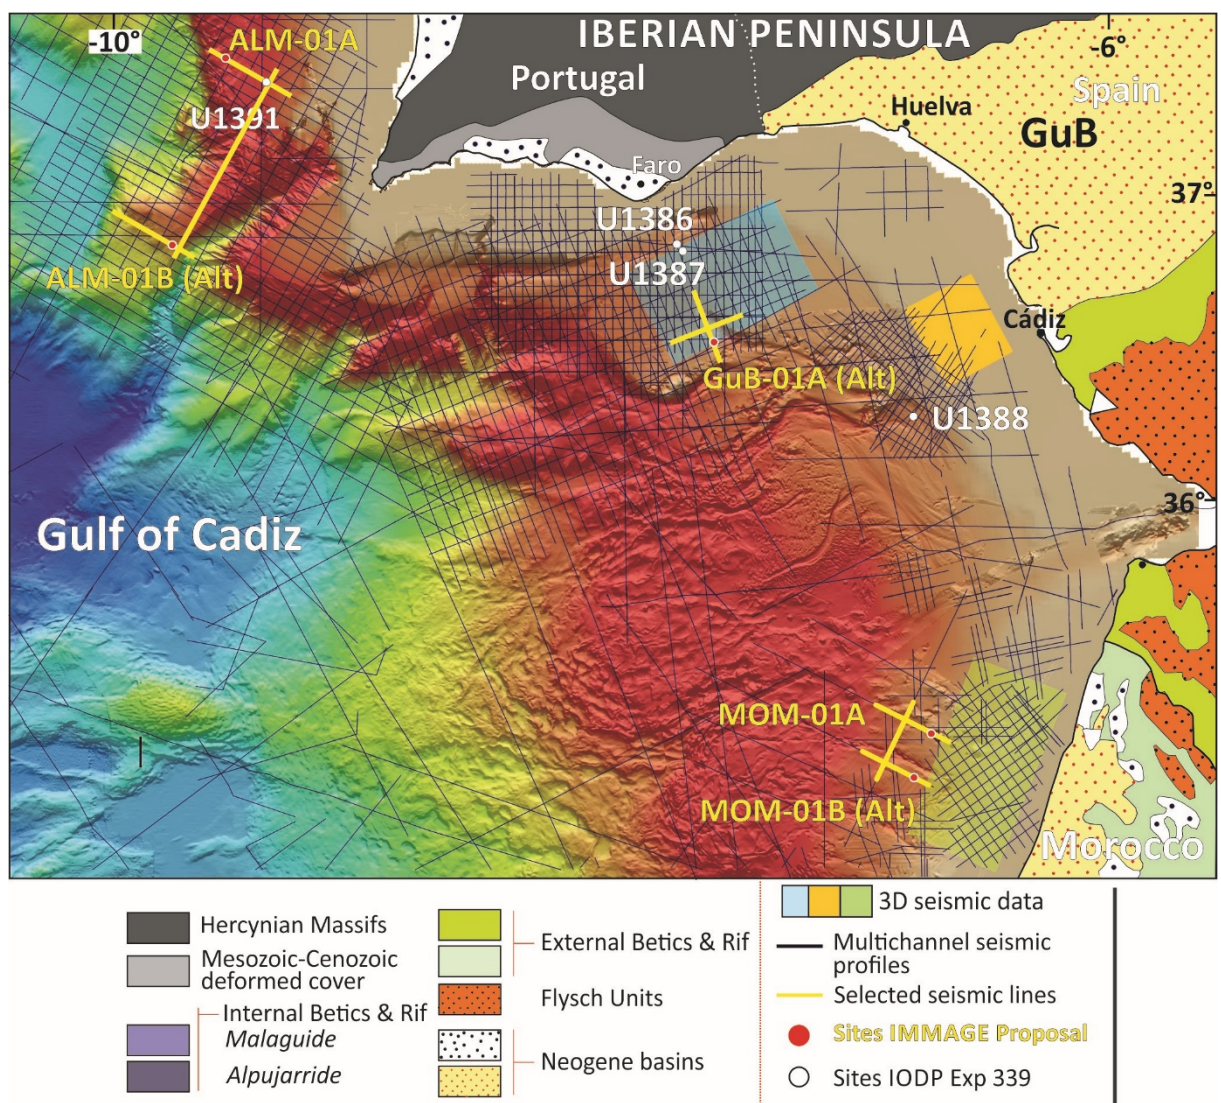 -10°
ALM-01A
IBERIAN PENINSULA
-6°
Portugal
Spain
Huelva
GuB
U1391
Faro
37°
U1386
U1387
ALM-01B (Alt)
Cádiz
GuB-01A (Alt)
U1388
36°
Gulf of Cadiz
MOM-01A
MOM-01B (Alt)
Morocco
Hercynian Massifs
Mesozoic-Cenozoic
deformed cover
Internal Betics & Rif
Malaguide
Alpujarride
External Betics & Rif
Flysch Units
Neogene basins
3D seismic data
Multichannel seismic
profiles
Selected seismic lines
Sites IMMAGE Proposal
Sites IODP Exp 339